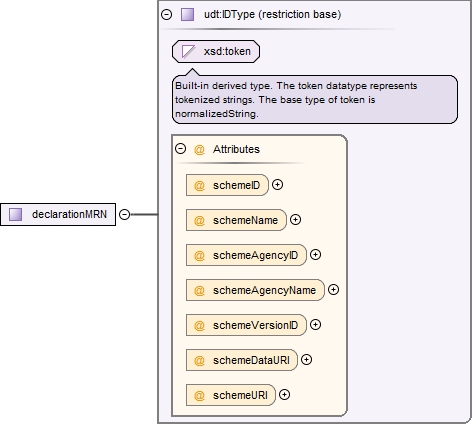 udt:IDType (restriction base)
xsd:token
Built-in derived type. The token datatype represents
tokenized strings. The base type of token is
normalizedString.
@ Attributes
@ schemeID
@ schemeName
@ schemeAgencyID
@ schemeAgencyName
@ schemeVersionID
@ schemeDataURI
@ schemeURI
declarationMRN